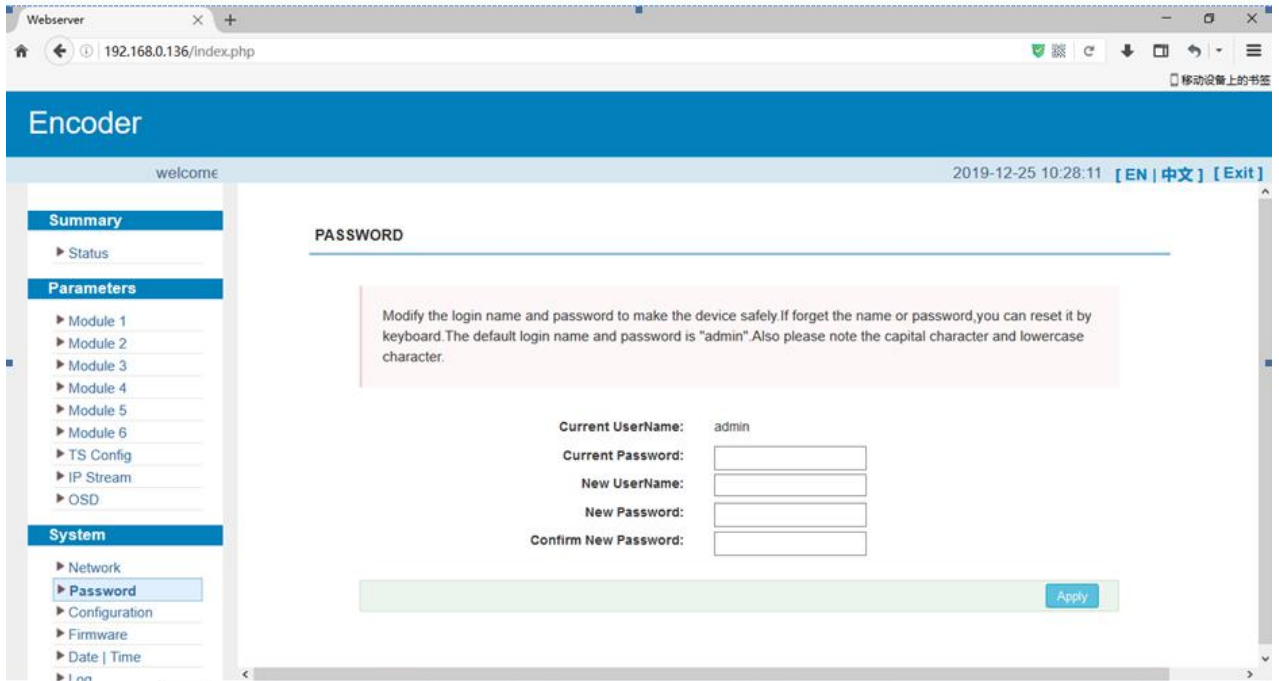 Webserver
192.168.0.136/index.php
移动设备上的书签
Encoder
welcome
2019-12-25 10:28:11 [ EN | 中文 ] [ Exit ]
Summary
Status
Parameters
Module 1
Module 2
Module 3
Module 4
Module 5
Module 6
TS Config
IP Stream
OSD
System
Network
Password
Configuration
Firmware
Date | Time
Log
PASSWORD
Modify the login name and password to make the device safely.If forget the name or password,you can reset it by
keyboard.The default login name and password is "admin".Also please note the capital character and lowercase
character.
Current UserName: admin
Current Password:
New UserName:
New Password:
Confirm New Password:
Apply